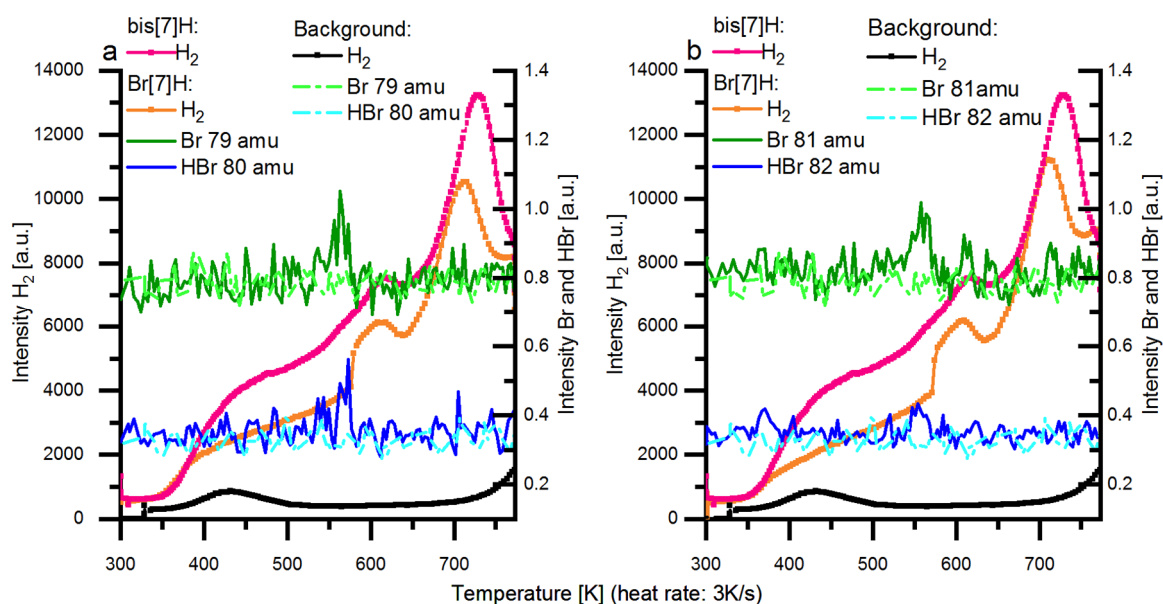 bis[7]H:
H2
Background:
H2
a
Br[7]H:
H2
Br 79 amu
HBr 80 amu
Br 79 amu
HBr 80 amu
14000
12000
10000
8000
6000
4000
2000
0
Intensity H2 [a.u.]
1.4
1.2
1.0
0.8
0.6
0.4
0.2
Intensity Br and HBr [a.u.]
300 400 500 600 700
bis[7]H:
H2
Background:
H2
b
Br[7]H:
H2
Br 81 amu
HBr 82 amu
Br 81amu
HBr 82 amu
14000
12000
10000
8000
6000
4000
2000
0
Intensity H2 [a.u.]
1.4
1.2
1.0
0.8
0.6
0.4
0.2
Intensity Br and HBr [a.u.]
300 400 500 600 700
Temperature [K] (heat rate: 3K/s)